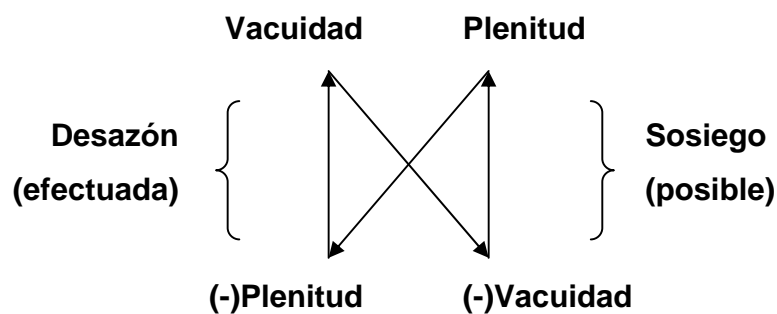 Vacuidad Plenitud
Desazón Sosiego
(efectuada) (posible)
(-)Plenitud (-)Vacuidad